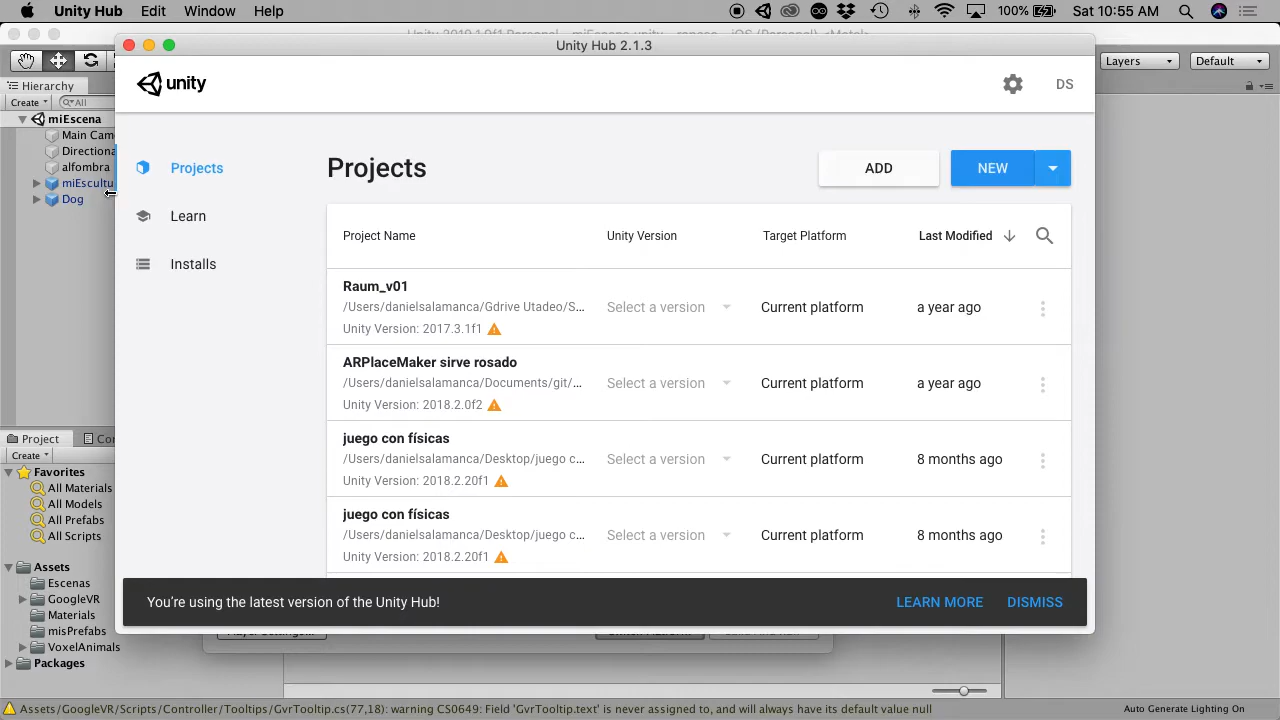 Unity Hub Edit Window Help
100% Sat 10:55 AM
Unity Hub 2.1.3
Layers
Default
unity
DS
Hierarchy
Create
All
miEscena
Main Cam
Directiona
alfombra
miEscultu
Dog
Projects
Learn
Installs
Projects
ADD
NEW
Project Name
Unity Version
Target Platform
Last Modified
Raum_v01
/Users/danielsalamanca/Gdrive Utadeo/S...
Unity Version: 2017.3.1f1
Select a version
Current platform
a year ago
ARPlaceMaker sirve rosado
/Users/danielsalamanca/Documents/git/...
Unity Version: 2018.2.0f2
Select a version
Current platform
a year ago
juego con físicas
/Users/danielsalamanca/Desktop/juego c...
Unity Version: 2018.2.20f1
Select a version
Current platform
8 months ago
juego con físicas
/Users/danielsalamanca/Desktop/juego c...
Unity Version: 2018.2.20f1
Select a version
Current platform
8 months ago
You're using the latest version of the Unity Hub!
LEARN MORE
DISMISS
Project
Con
Create
Favorites
All Materials
All Models
All Prefabs
All Scripts
Assets
Escenas
GoogleVR
Materials
misPrefabs
VoxelAnimals
Packages
Assets/GoogleVR/Scripts/Controller/Tooltips/GvrTooltip.cs(77,18): warning CS0649: Field 'GvrTooltip.text' is never assigned to, and will always have its default value null
Auto Generate Lighting On